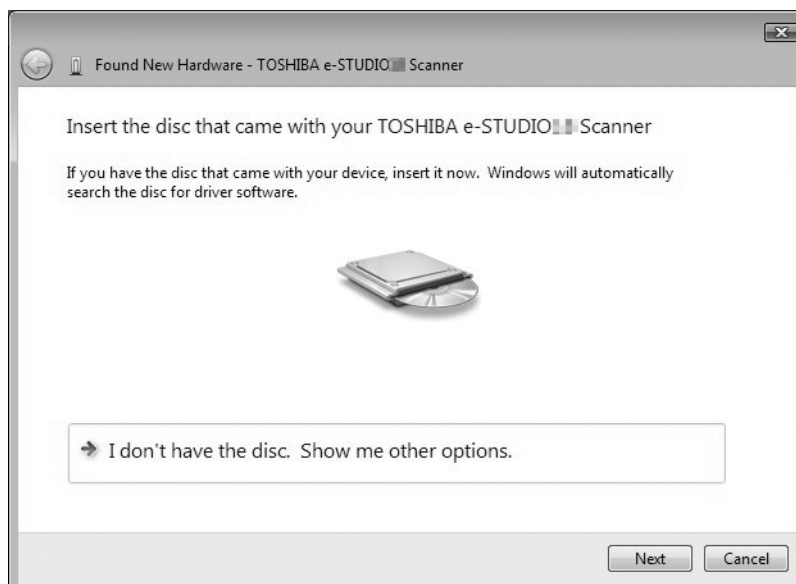 Found New Hardware - TOSHIBA e-STUDIO Scanner
Insert the disc that came with your TOSHIBA e-STUDIO Scanner
If you have the disc that came with your device, insert it now. Windows will automatically
search the disc for driver software.
I don't have the disc. Show me other options.
Next Cancel